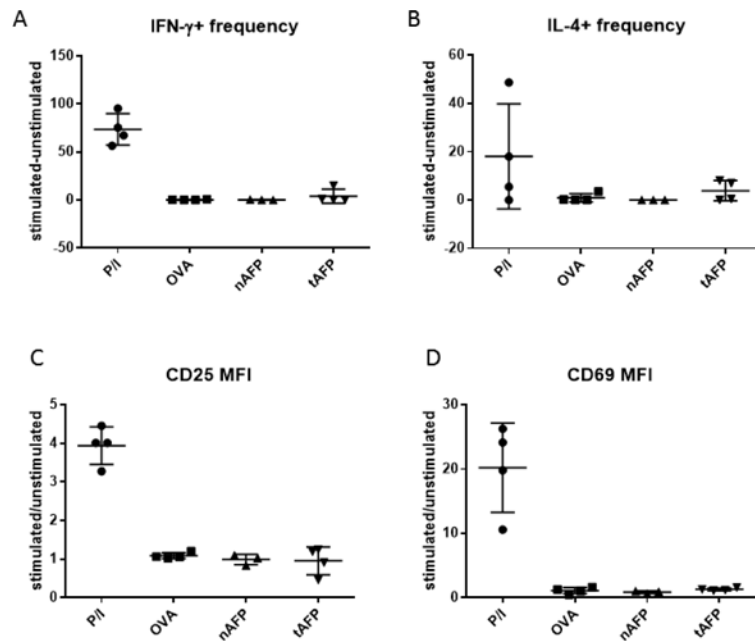 A
IFN-γ+ frequency
stimulated-unstimulated
150
100
50
0
-50
P/I
OVA
nAFP
tAFP
B
IL-4+ frequency
stimulated-unstimulated
60
40
20
0
-20
P/I
OVA
nAFP
tAFP
C
CD25 MFI
stimulated/unstimulated
5
4
3
2
1
0
P/I
OVA
nAFP
tAFP
D
CD69 MFI
stimulated/unstimulated
30
20
10
0
P/I
OVA
nAFP
tAFP